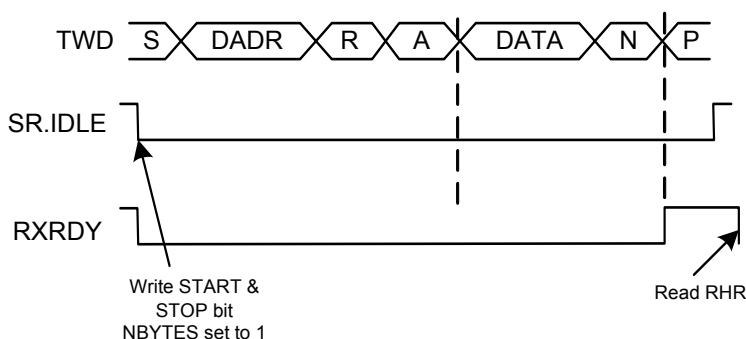 TWD S DADR R A DATA N P
SR.IDLE
RXRDY
Write START &
STOP bit
NBYTES set to 1
Read RHR